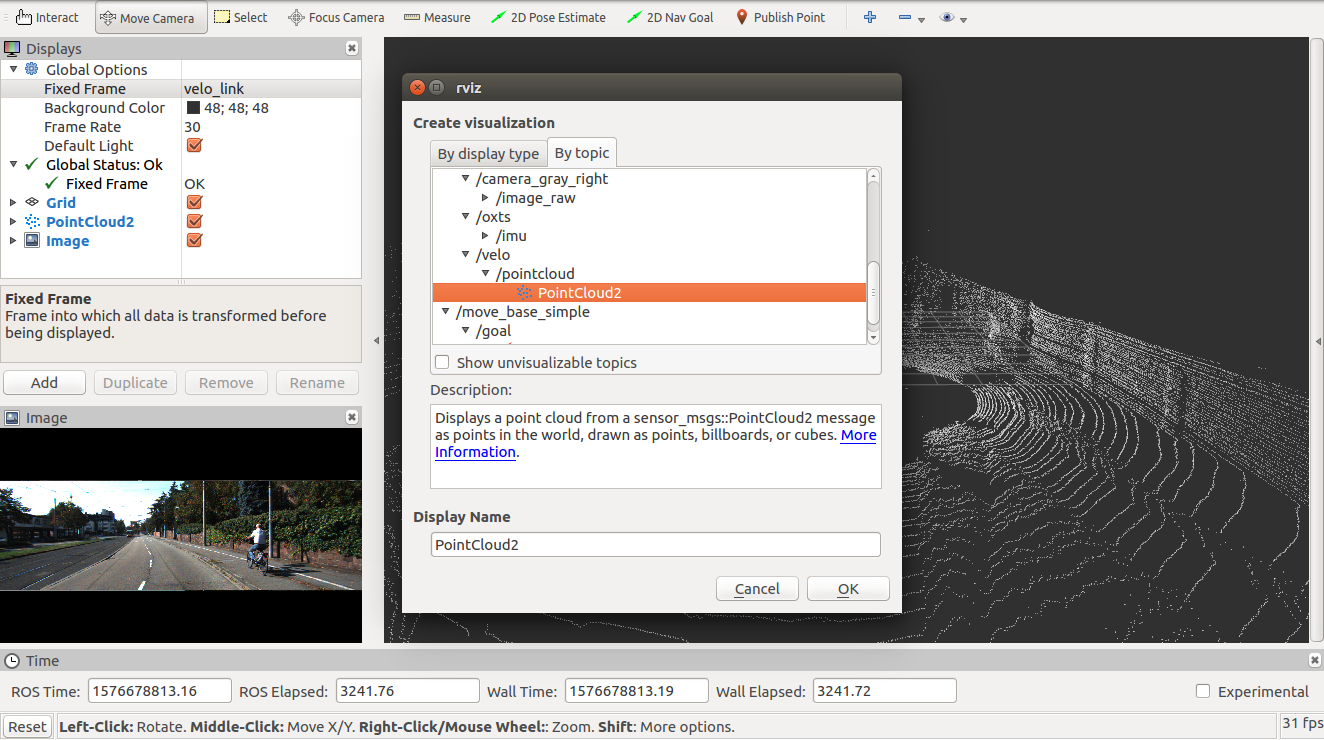 Interact Move Camera Select Focus Camera Measure 2D Pose Estimate 2D Nav Goal Publish Point
Displays
Global Options
Fixed Frame velo_link
Background Color 48; 48; 48
Frame Rate 30
Default Light
Global Status: Ok
Fixed Frame OK
Grid
PointCloud2
Image
Fixed Frame
Frame into which all data is transformed before
being displayed.
Add Duplicate Remove Rename
Image
rviz
Create visualization
By display type By topic
/camera_gray_right
/image_raw
/oxts
/imu
/velo
/pointcloud
PointCloud2
/move_base_simple
/goal
Show unvisualizable topics
Description:
Displays a point cloud from a sensor_msgs::PointCloud2 message
as points in the world, drawn as points, billboards, or cubes. More
Information.
Display Name
PointCloud2
Cancel OK
Time
ROS Time: 1576678813.16 ROS Elapsed: 3241.76 Wall Time: 1576678813.19 Wall Elapsed: 3241.72 Experimental
Reset Left-Click: Rotate. Middle-Click: Move X/Y. Right-Click/Mouse Wheel:: Zoom. Shift: More options. 31 fps